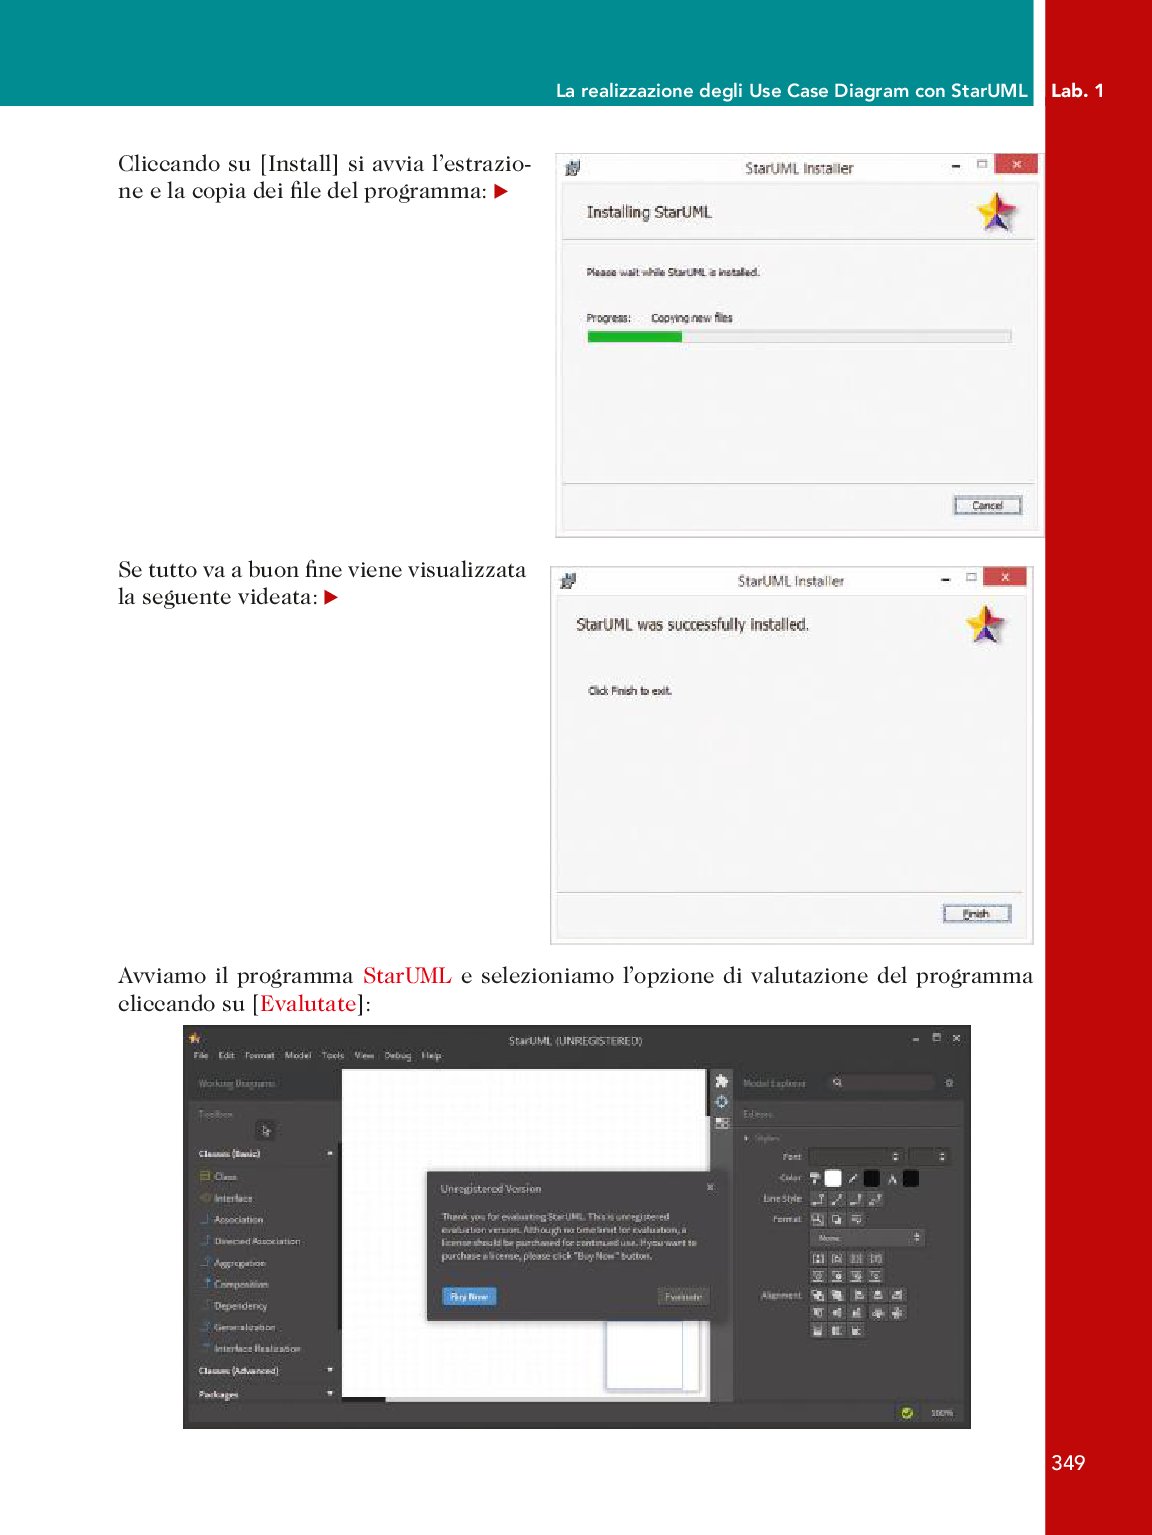 La realizzazione degli Use Case Diagram con StarUML Lab. 1
Cliccando su [Install] si avvia l'estrazio-
ne e la copia dei file del programma: ▶
StarUML Installer
Installing StarUML
Please wait while StarUML is installed.
Progress: Copying new files
Cancel
Se tutto va a buon fine viene visualizzata
la seguente videata: ▶
StarUML Installer
StarUML was successfully installed.
Click Finish to exit.
Finish
Avviamo il programma StarUML e selezioniamo l'opzione di valutazione del programma
cliccando su [Evalutate]:
StarUML (UNREGISTERED)
File Edit Format Model Tools View Debug Help
Working Diagrams
Model Explorer
Toolbox
Editors
Classes (Basic)
Styles
Font
Class
Color
Interface
Line Style
Association
Format
Directed Association
None
Aggregation
Composition
Alignment
Dependency
Generalization
Interface Realization
Classes (Advanced)
Packages
Unregistered Version
Thank you for evaluating StarUML. This is unregistered
evaluation version. Although no time limit for evaluation, a
license should be purchased for continued use. If you want to
purchase a license, please click "Buy Now" button.
Buy Now Evaluate
100%
349